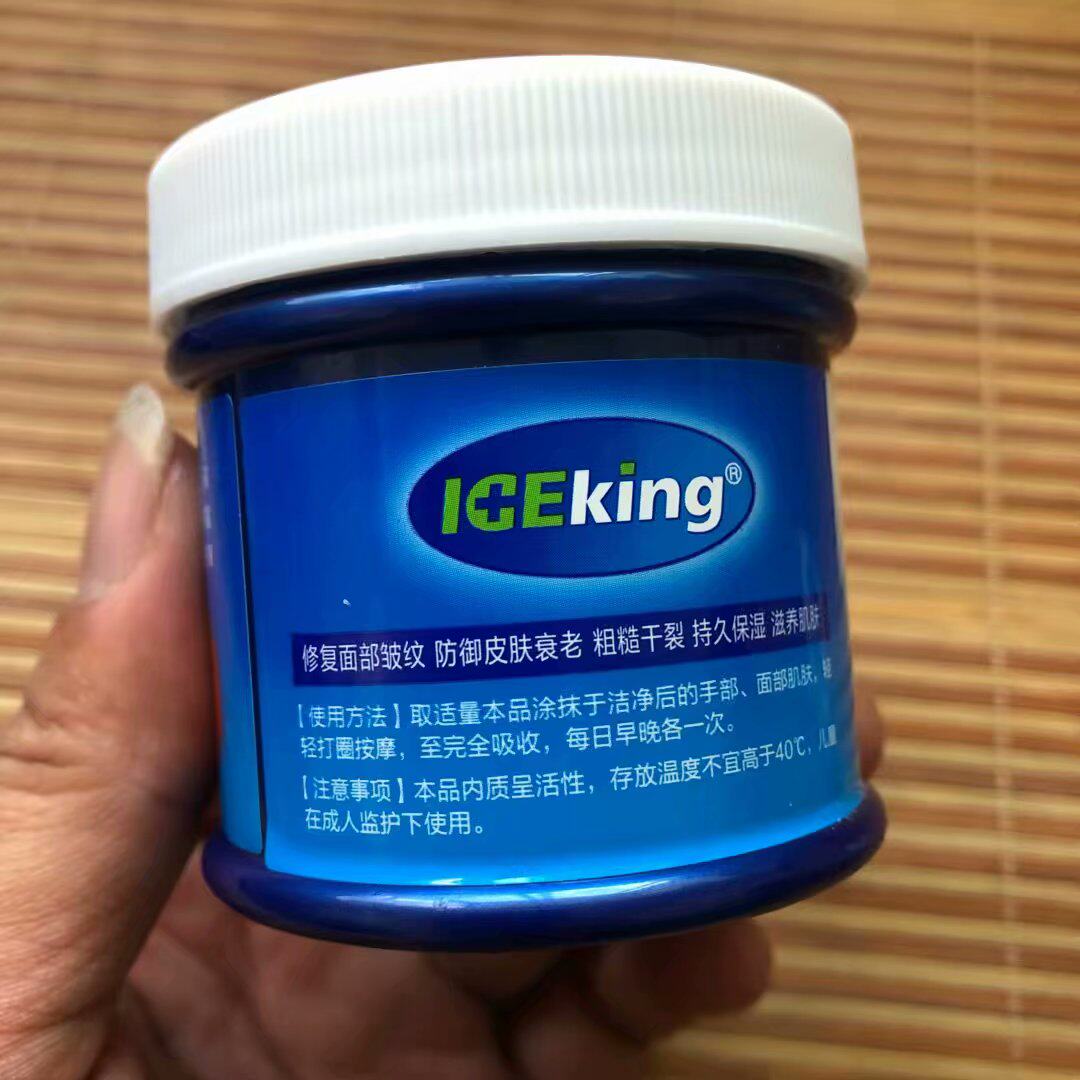 ICEking®
修复面部皱纹 防御皮肤衰老 粗糙干裂 持久保湿 滋养肌肤
【使用方法】取适量本品涂抹于洁净后的手部、面部肌肤，轻
轻打圈按摩，至完全吸收，每日早晚各一次。
【注意事项】本品内质呈活性，存放温度不宜高于40℃，儿童
在成人监护下使用。